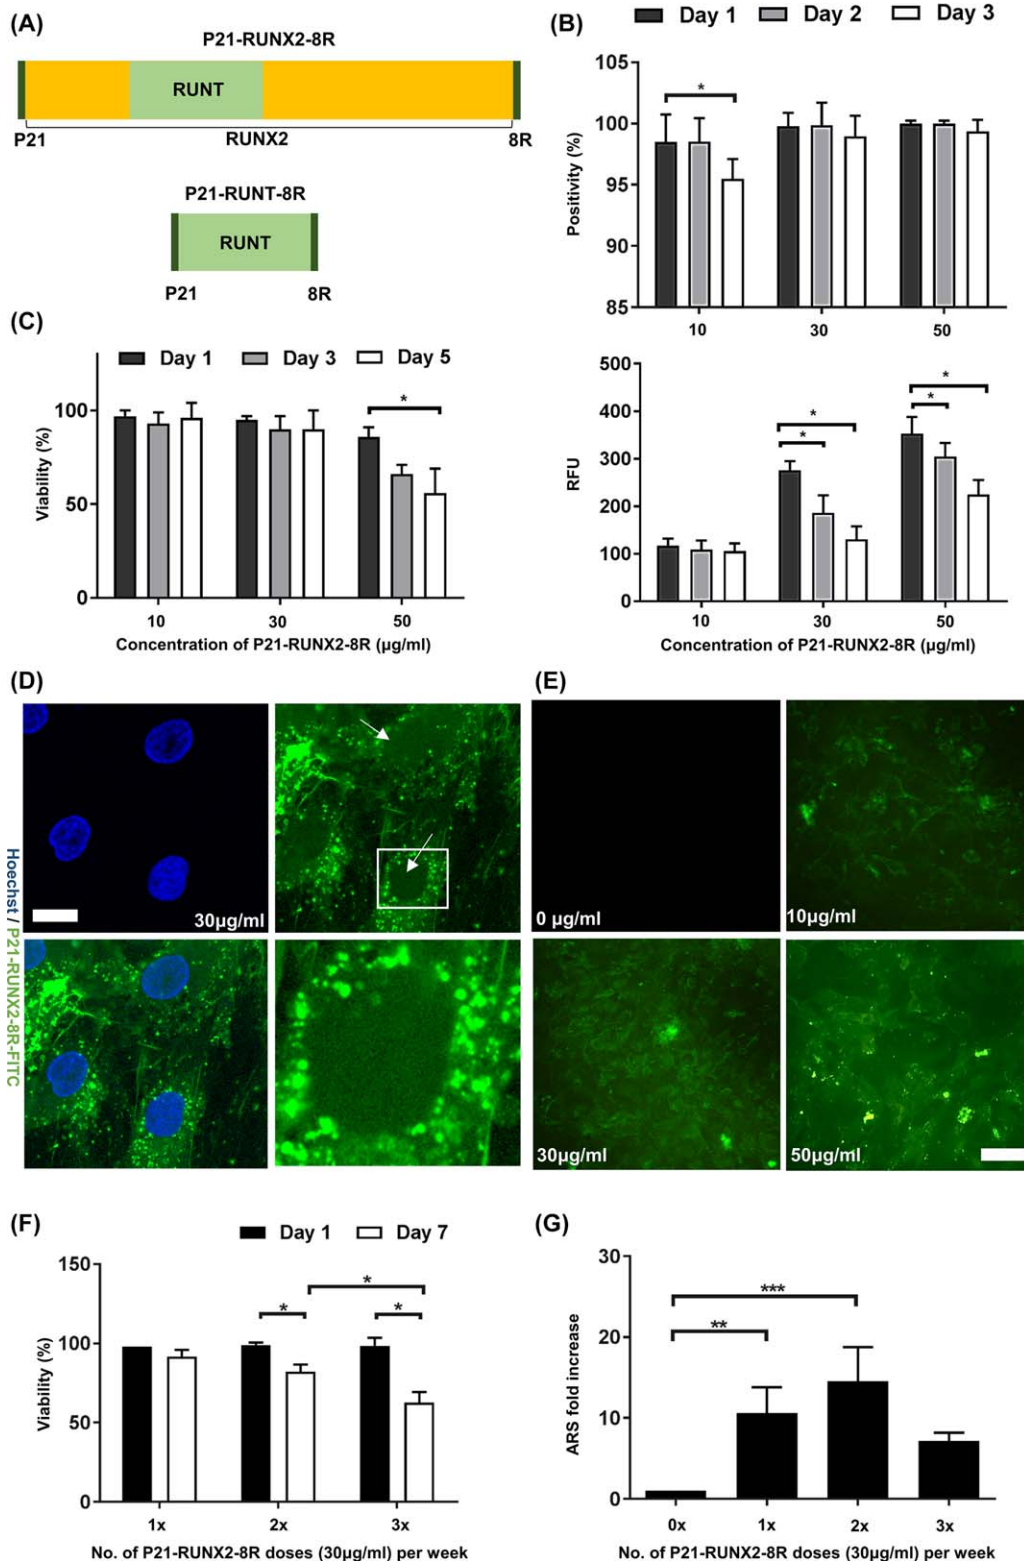 (A)
P21-RUNX2-8R
RUNT
P21
RUNX2
8R
P21-RUNT-8R
RUNT
P21
8R
(B)
Day 1
Day 2
Day 3
Positivity (%)
105
100
95
90
85
*
10
30
50
RFU
500
400
300
200
100
0
*
*
*
*
10
30
50
Concentration of P21-RUNX2-8R (µg/ml)
(C)
Day 1
Day 3
Day 5
Viability (%)
100
50
0
*
10
30
50
Concentration of P21-RUNX2-8R (µg/ml)
(D)
Hoechst / P21-RUNX2-8R-FITC
30µg/ml
(E)
0 µg/ml
10µg/ml
30µg/ml
50µg/ml
(F)
Day 1
Day 7
Viability (%)
150
100
50
0
*
*
*
1x
2x
3x
No. of P21-RUNX2-8R doses (30µg/ml) per week
(G)
ARS fold increase
30
20
10
0
***
**
0x
1x
2x
3x
No. of P21-RUNX2-8R doses (30µg/ml) per week